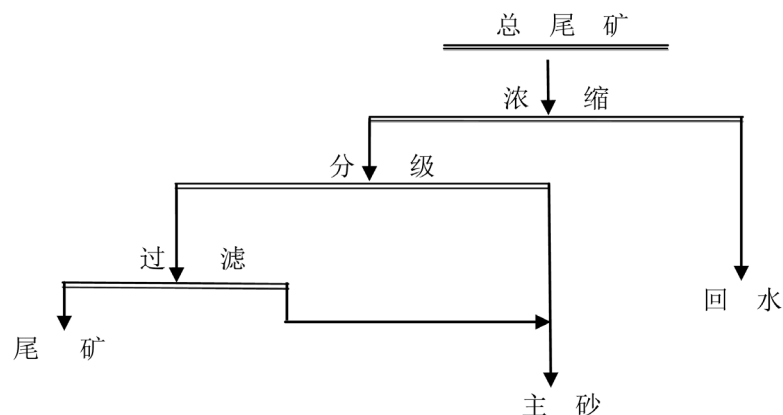 总 尾 矿
浓 缩
分 级
过 滤
回 水
尾 矿
主 砂